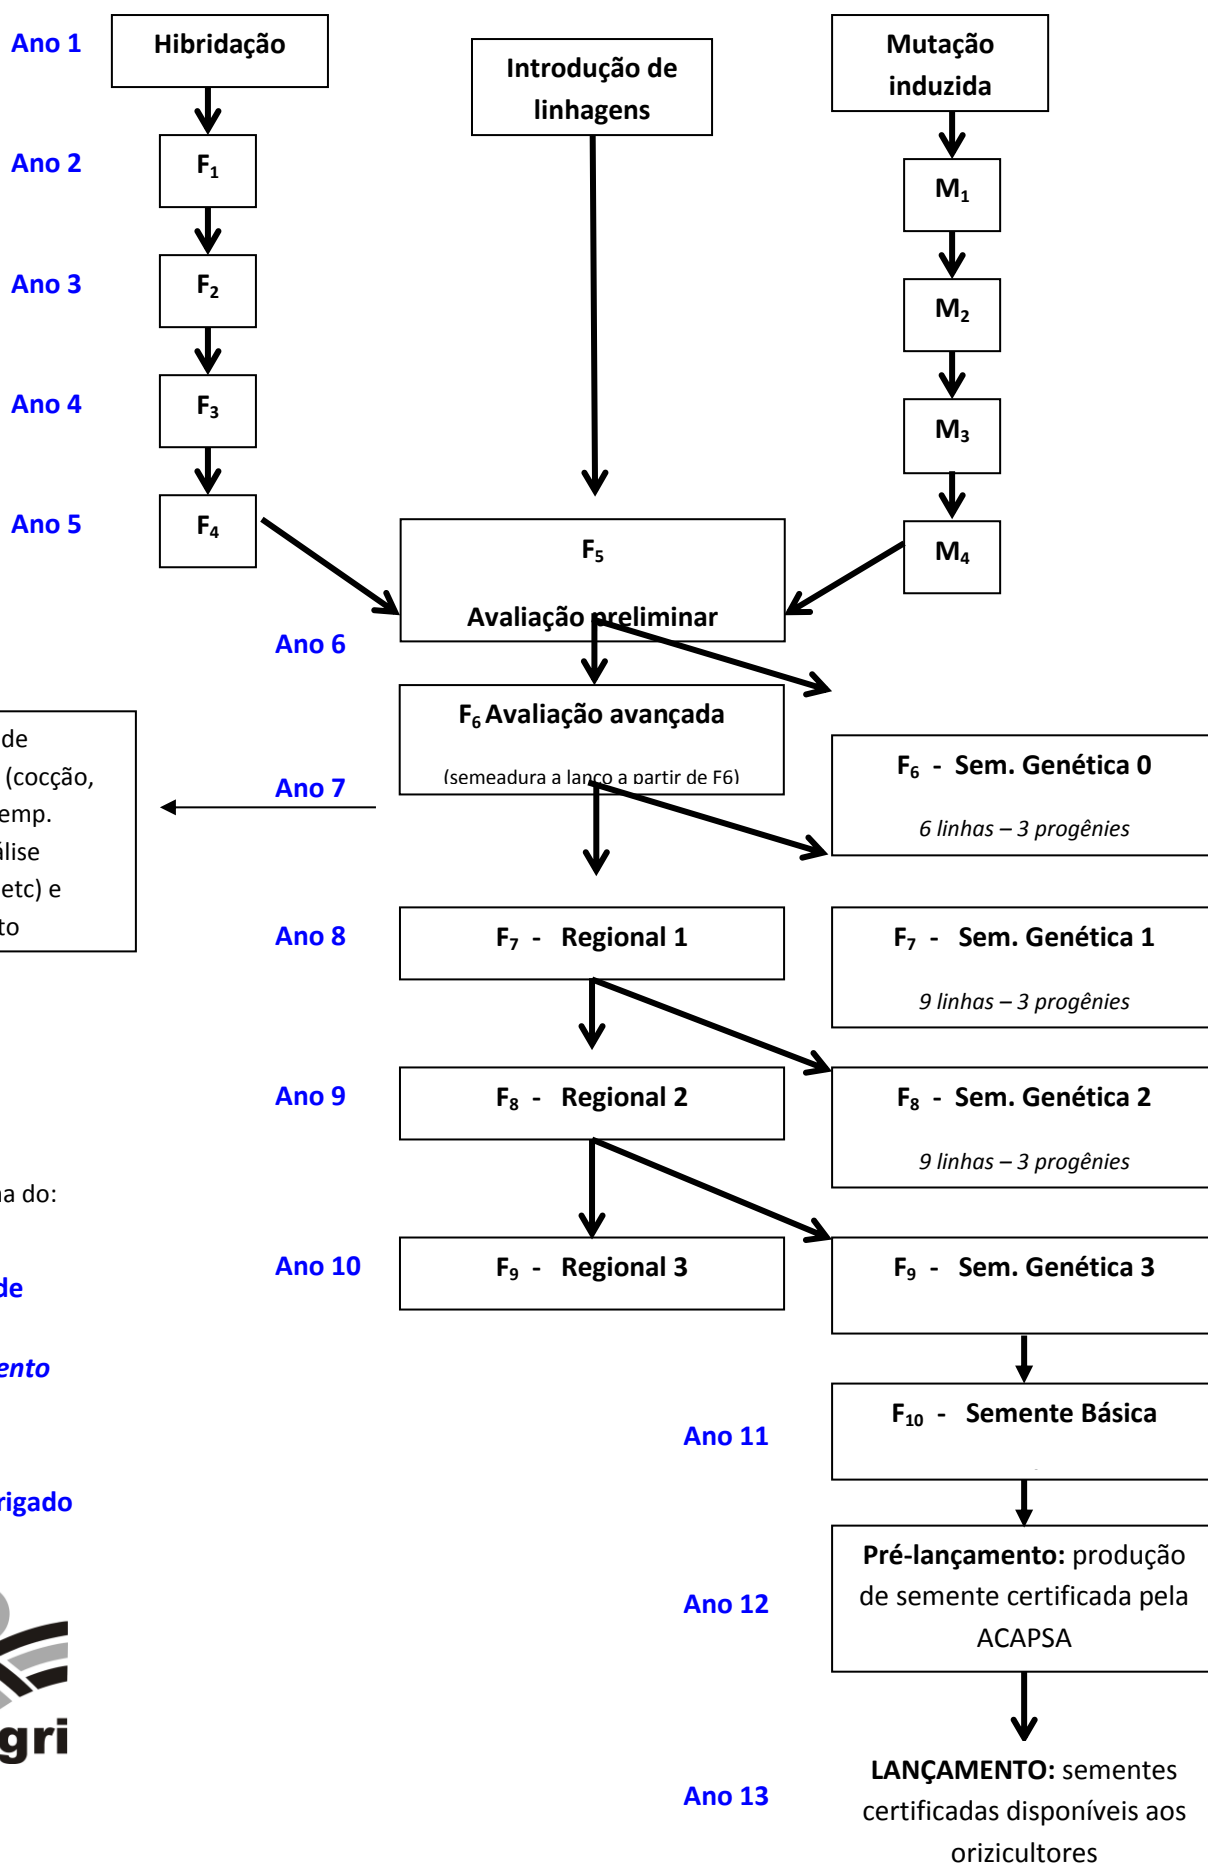 Ano 1
Hibridação
Introdução de
linhagens
Mutação
induzida
Ano 2
F₁
M₁
Ano 3
F₂
M₂
Ano 4
F₃
M₃
Ano 5
F₄
F₅
Avaliação preliminar
M₄
Ano 6
F₆ Avaliação avançada
(semeadura a lanço a partir de F6)
de
(cocção,
emp.
álise
etc) e
to
Ano 7
F₆ - Sem. Genética 0
6 linhas – 3 progênies
Ano 8
F₇ - Regional 1
F₇ - Sem. Genética 1
9 linhas – 3 progênies
Ano 9
F₈ - Regional 2
F₈ - Sem. Genética 2
9 linhas – 3 progênies
na do:
de
ento
rigado
gri
Ano 10
F₉ - Regional 3
F₉ - Sem. Genética 3
Ano 11
F₁₀ - Semente Básica
Ano 12
Pré-lançamento: produção
de semente certificada pela
ACAPSA
Ano 13
LANÇAMENTO: sementes
certificadas disponíveis aos
orizicultores